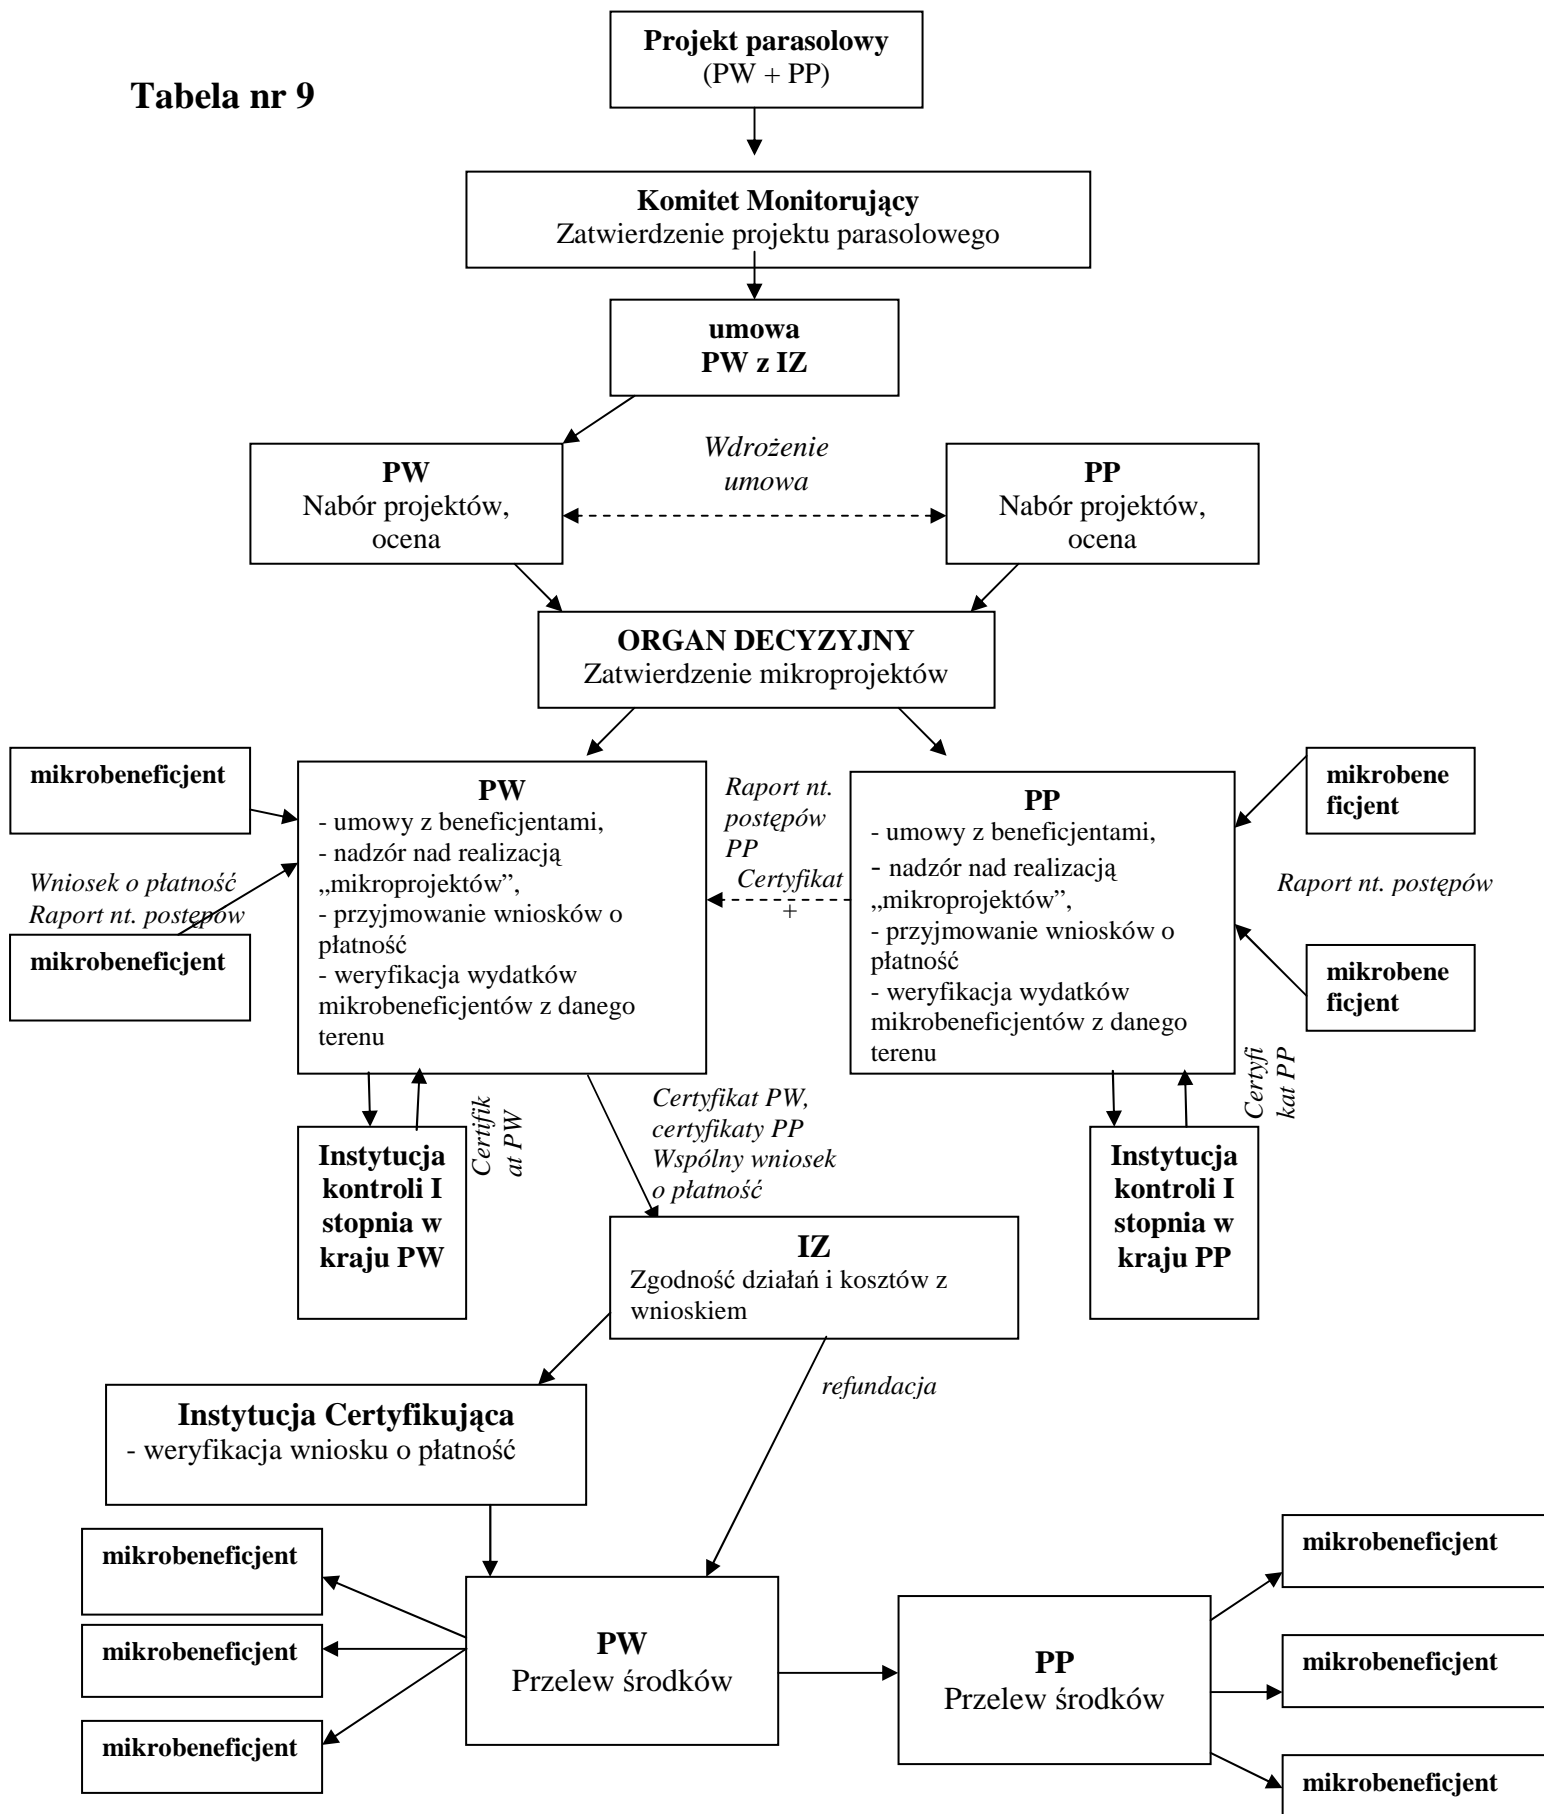 Projekt parasolowy
(PW + PP)
Tabela nr 9
Komitet Monitorujący
Zatwierdzenie projektu parasolowego
umowa
PW z IZ
PW
Nabór projektów,
ocena
Wdrożenie
umowa
PP
Nabór projektów,
ocena
ORGAN DECYZYJNY
Zatwierdzenie mikroprojektów
mikrobeneficjent
Wniosek o płatność
Raport nt. postępów
mikrobeneficjent
PW
- umowy z beneficjentami,
- nadzór nad realizacją
„mikroprojektów”,
- przyjmowanie wniosków o
płatność
- weryfikacja wydatków
mikrobeneficjentów z danego
terenu
Raport nt.
postępów
PP
Certyfikat
+
PP
- umowy z beneficjentami,
- nadzór nad realizacją
„mikroprojektów”,
- przyjmowanie wniosków o
płatność
- weryfikacja wydatków
mikrobeneficjentów z danego
terenu
mikrobene
ficjent
Raport nt. postępów
mikrobene
ficjent
Instytucja
kontroli I
stopnia w
kraju PW
Certifik
at PW
Certyfikat PW,
certyfikaty PP
Wspólny wniosek
o płatność
Certyfi
kat PP
Instytucja
kontroli I
stopnia w
kraju PP
IZ
Zgodność działań i kosztów z
wnioskiem
refundacja
Instytucja Certyfikująca
- weryfikacja wniosku o płatność
mikrobeneficjent
mikrobeneficjent
mikrobeneficjent
PW
Przelew środków
PP
Przelew środków
mikrobeneficjent
mikrobeneficjent
mikrobeneficjent